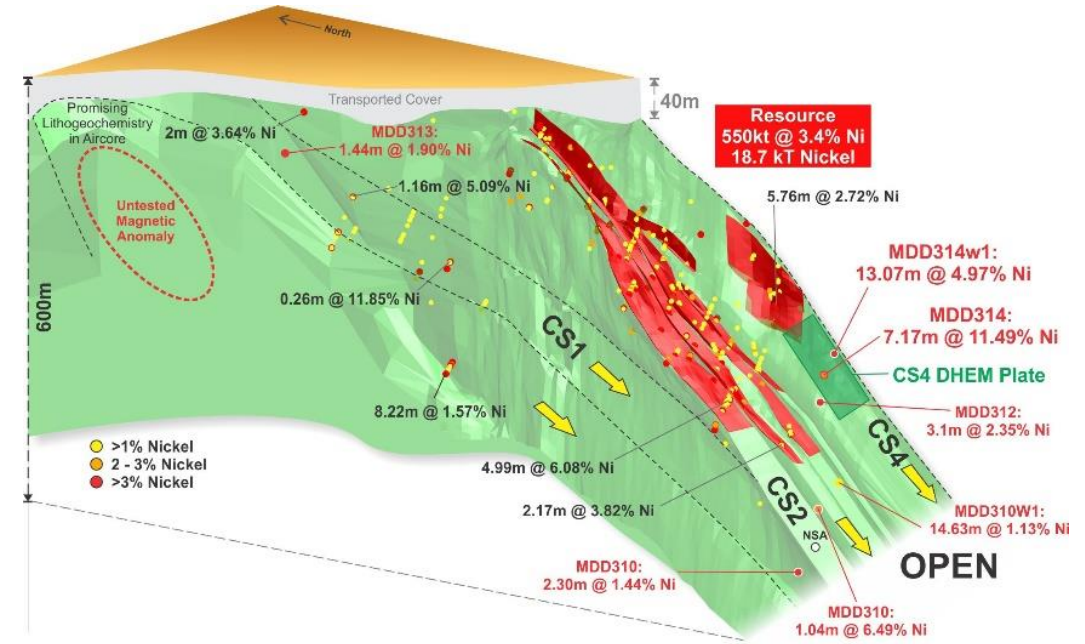 North
Transported Cover
40m
Promising
Lithogeochemistry
in Aircore
2m @ 3.64% Ni
MDD313:
1.44m @ 1.90% Ni
Resource
550kt @ 3.4% Ni
18.7 kT Nickel
1.16m @ 5.09% Ni
5.76m @ 2.72% Ni
Untested
Magnetic
Anomaly
600m
MDD314w1:
13.07m @ 4.97% Ni
0.26m @ 11.85% Ni
MDD314:
7.17m @ 11.49% Ni
CS1
CS4 DHEM Plate
8.22m @ 1.57% Ni
MDD312:
3.1m @ 2.35% Ni
>1% Nickel
2 - 3% Nickel
>3% Nickel
4.99m @ 6.08% Ni
CS4
2.17m @ 3.82% Ni
CS2
NSA
MDD310W1:
14.63m @ 1.13% Ni
OPEN
MDD310:
2.30m @ 1.44% Ni
MDD310:
1.04m @ 6.49% Ni